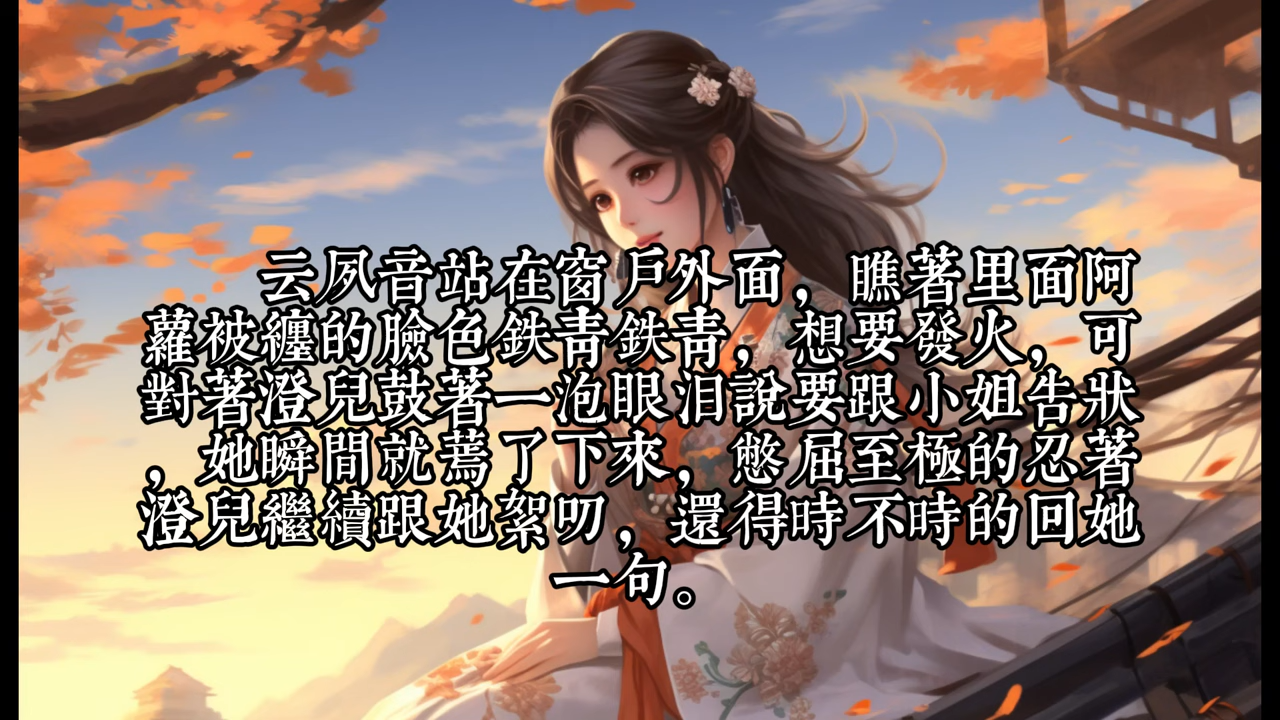 云夙音站在窗戶外面，瞧著里面阿
蘿被纏的臉色鉄青鉄青，想要發火，可
對著澄兒鼓著一泡眼泪說要跟小姐告狀
，她瞬間就蔫了下來，憋屈至極的忍著
澄兒繼續跟她絮叨，還得時不時的回她
一句。